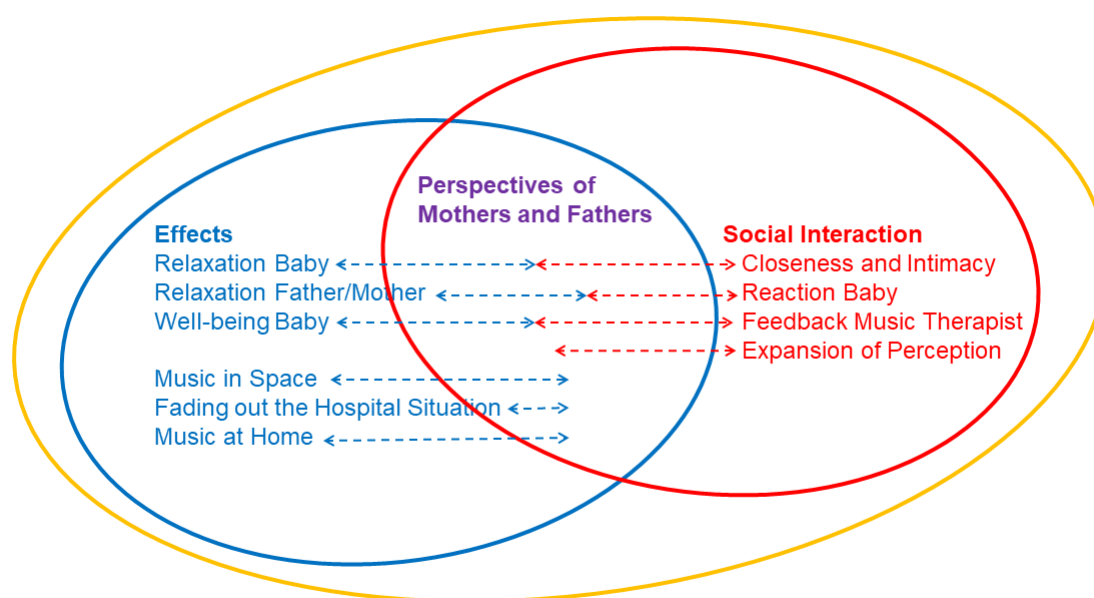 Perspectives of
Mothers and Fathers
Effects
Relaxation Baby
Relaxation Father/Mother
Well-being Baby
Music in Space
Fading out the Hospital Situation
Music at Home
Social Interaction
Closeness and Intimacy
Reaction Baby
Feedback Music Therapist
Expansion of Perception